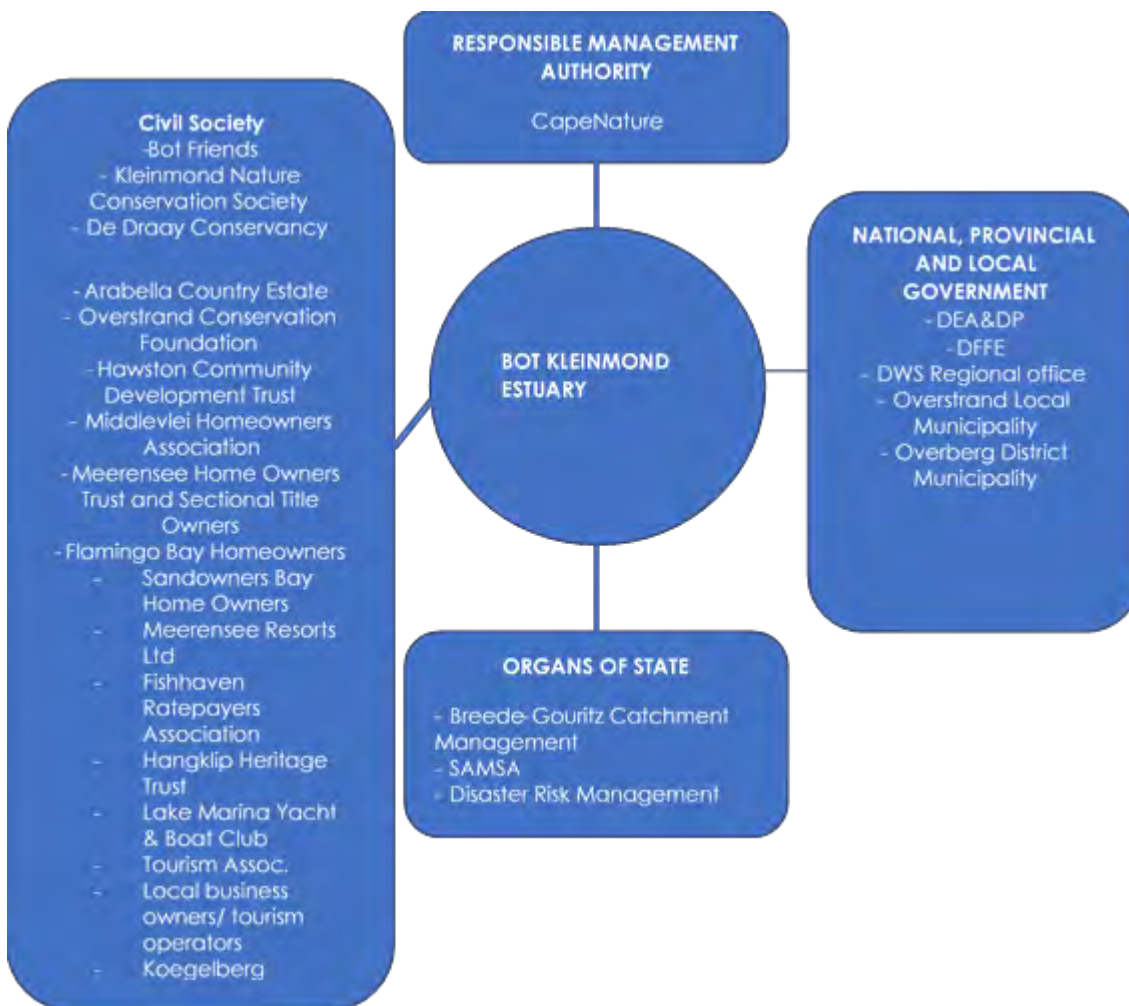 RESPONSIBLE MANAGEMENT
AUTHORITY
CapeNature
Civil Society
-Bot Friends
- Kleinmond Nature
Conservation Society
- De Draay Conservancy
- Arabella Country Estate
- Overstrand Conservation
Foundation
- Hawston Community
Development Trust
- Middlevlei Homeowners
Association
- Meerensee Home Owners
Trust and Sectional Title
Owners
- Flamingo Bay Homeowners
- Sandowners Bay
Home Owners
- Meerensee Resorts
Ltd
- Fishhaven
Ratepayers
Association
- Hangklip Heritage
Trust
- Lake Marina Yacht
& Boat Club
- Tourism Assoc.
- Local business
owners/ tourism
operators
- Koegelberg
BOT KLEINMOND
ESTUARY
NATIONAL, PROVINCIAL
AND LOCAL
GOVERNMENT
- DEA&DP
-DFFE
- DWS Regional office
- Overstrand Local
Municipality
- Overberg District
Municipality
ORGANS OF STATE
- Breede-Gouritz Catchment
Management
- SAMSA
- Disaster Risk Management